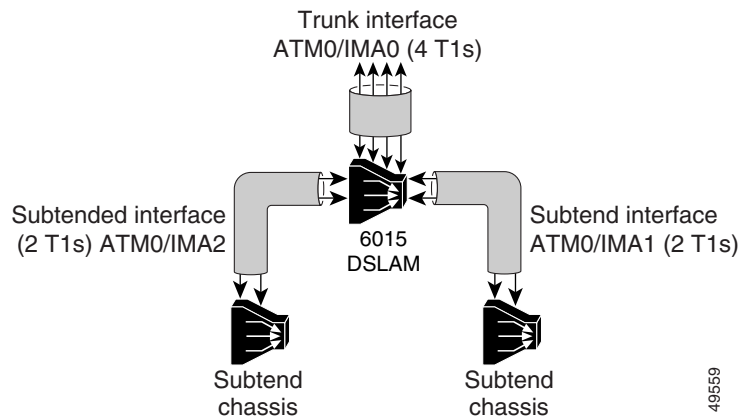 Trunk interface
ATM0/IMA0 (4 T1s)
Subtended interface
(2 T1s) ATM0/IMA2
6015
DSLAM
Subtend interface
ATM0/IMA1 (2 T1s)
Subtend
chassis
Subtend
chassis
49559